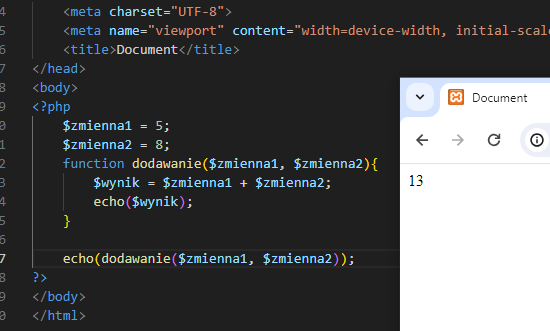 4 <meta charset="UTF-8">
5 <meta name="viewport" content="width=device-width, initial-scale
6 <title>Document</title>
7 </head>
8 <body>
9 <?php
0 $zmienna1 = 5;
1 $zmienna2 = 8;
2 function dodawanie($zmienna1, $zmienna2){
3 $wynik = $zmienna1 + $zmienna2;
4 echo($wynik);
5 }
6
7 echo(dodawanie($zmienna1, $zmienna2));
8 ?>
9 </body>
0 </html>
Document
13